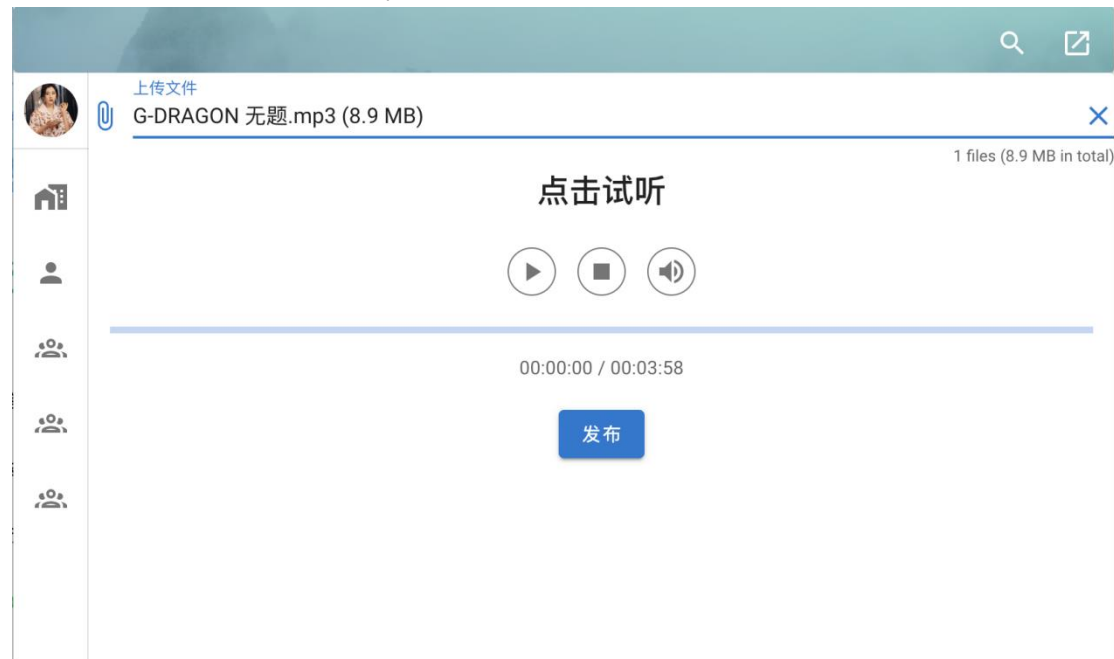 上传文件
G-DRAGON 无题.mp3 (8.9 MB)
1 files (8.9 MB in total)
点击试听
00:00:00 / 00:03:58
发布